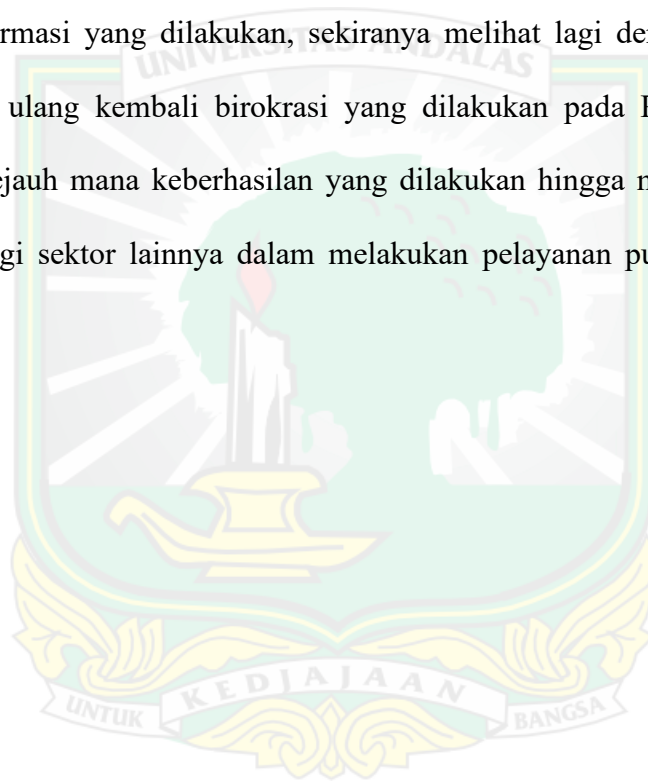 rmasi yang dilakukan, sekiranya melihat lagi de
UNIVERSITAS ANDALAS
ulang kembali birokrasi yang dilakukan pada
ejauh mana keberhasilan yang dilakukan hingga
gi sektor lainnya dalam melakukan pelayanan pu
UNTUK KEDJAJAAN BANGSA